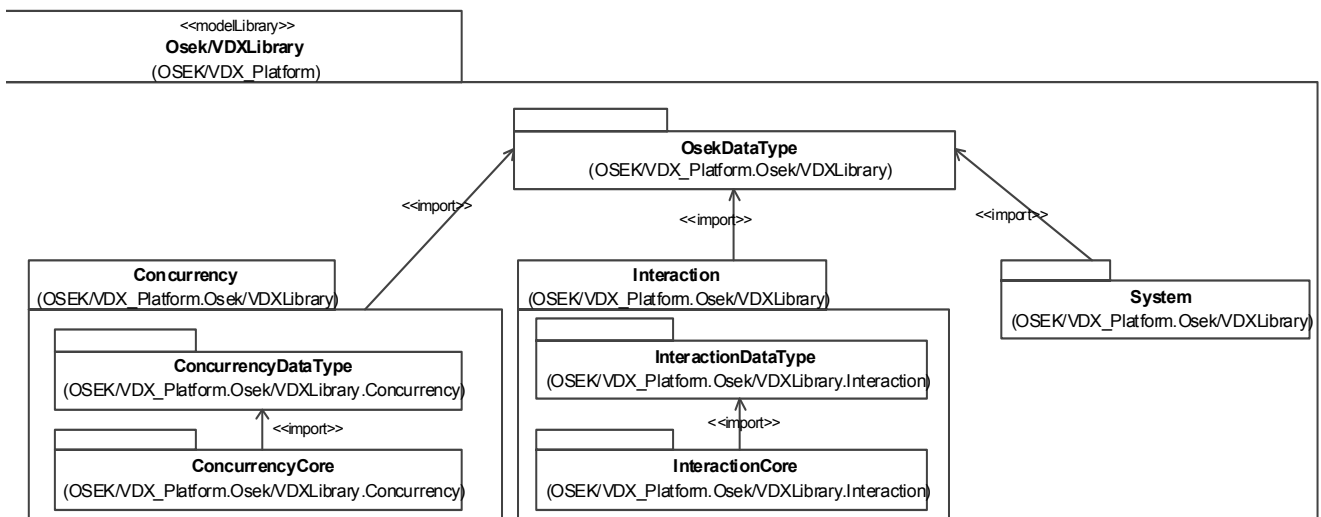 <<modelLibrary>>
Osek/VDXLibrary
(OSEK/VDX_Platform)
OsekDataType
(OSEK/VDX_Platform.Osek/VDXLibrary)
<<import>>
<<import>>
<<import>>
Concurrency
(OSEK/VDX_Platform.Osek/VDXLibrary)
Interaction
(OSEK/VDX_Platform.Osek/VDXLibrary)
System
(OSEK/VDX_Platform.Osek/VDXLibrary)
ConcurrencyDataType
(OSEK/VDX_Platform.Osek/VDXLibrary.Concurrency)
InteractionDataType
(OSEK/VDX_Platform.Osek/VDXLibrary.Interaction)
<<import>>
<<import>>
ConcurrencyCore
(OSEK/VDX_Platform.Osek/VDXLibrary.Concurrency)
InteractionCore
(OSEK/VDX_Platform.Osek/VDXLibrary.Interaction)